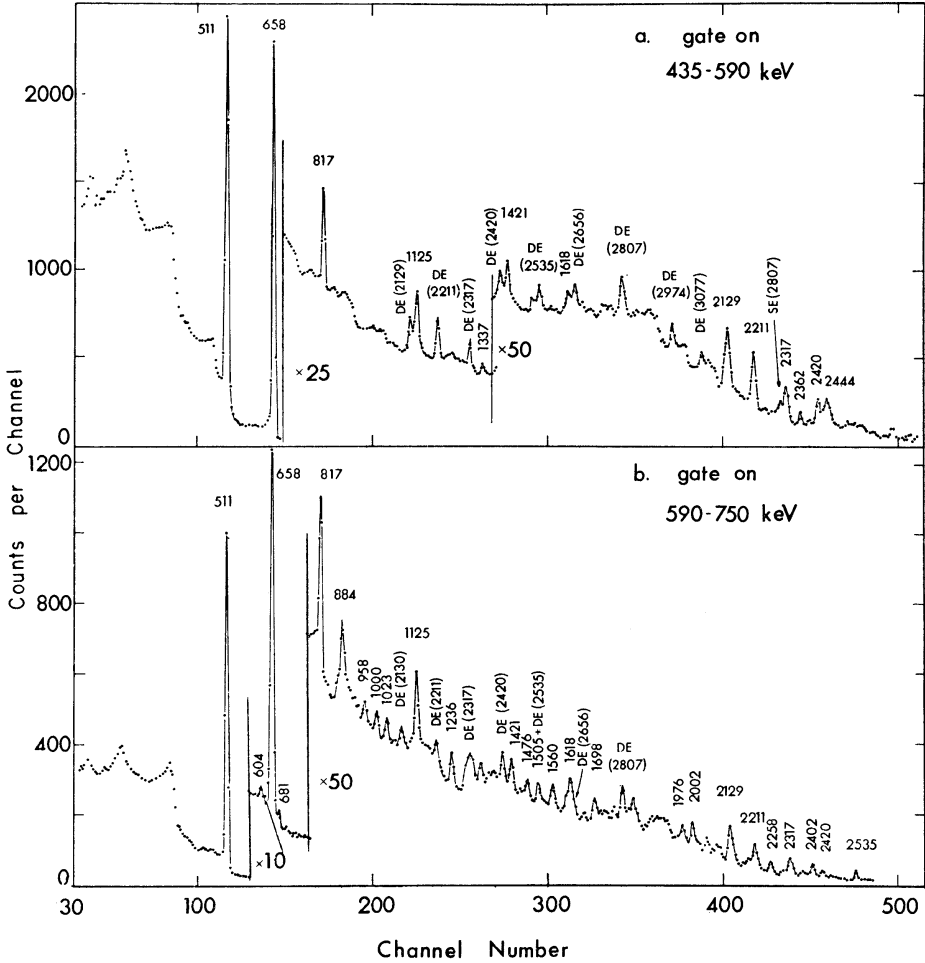 a. gate on
435-590 keV
511
658
817
DE (2129)
1125
DE
(2211)
DE (2317)
1337
DE (2420)
1421
DE
(2535)
1618
DE (2656)
DE
(2807)
DE
(2974)
DE (3077)
2129
2211
SE (2807)
2317
2362
2420
2444
×25
×50
2000
1000
0
b. gate on
590-750 keV
511
658
817
604
681
884
958
1000
1023
DE (2130)
1125
DE (2211)
1236
DE (2317)
DE (2420)
1421
1476
1505 + DE (2535)
1560
1618
DE (2656)
1698
DE
(2807)
1976
2002
2129
2211
2258
2317
2402
2420
2535
×10
×50
1200
800
400
0
30
100
200
300
400
500
Counts per Channel
Channel Number